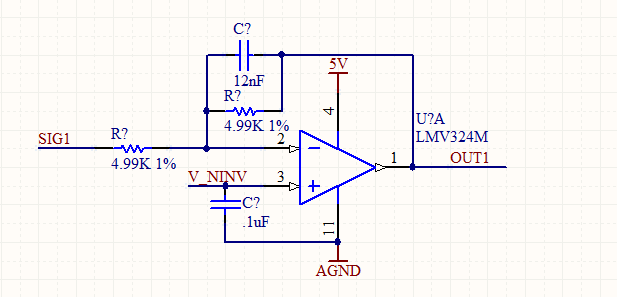 C?
12nF
5V
R?
4.99K 1%
4
U?A
LMV324M
SIG1
R?
4.99K 1%
2
1
OUT1
V_NINV
3
C?
.1uF
11
AGND